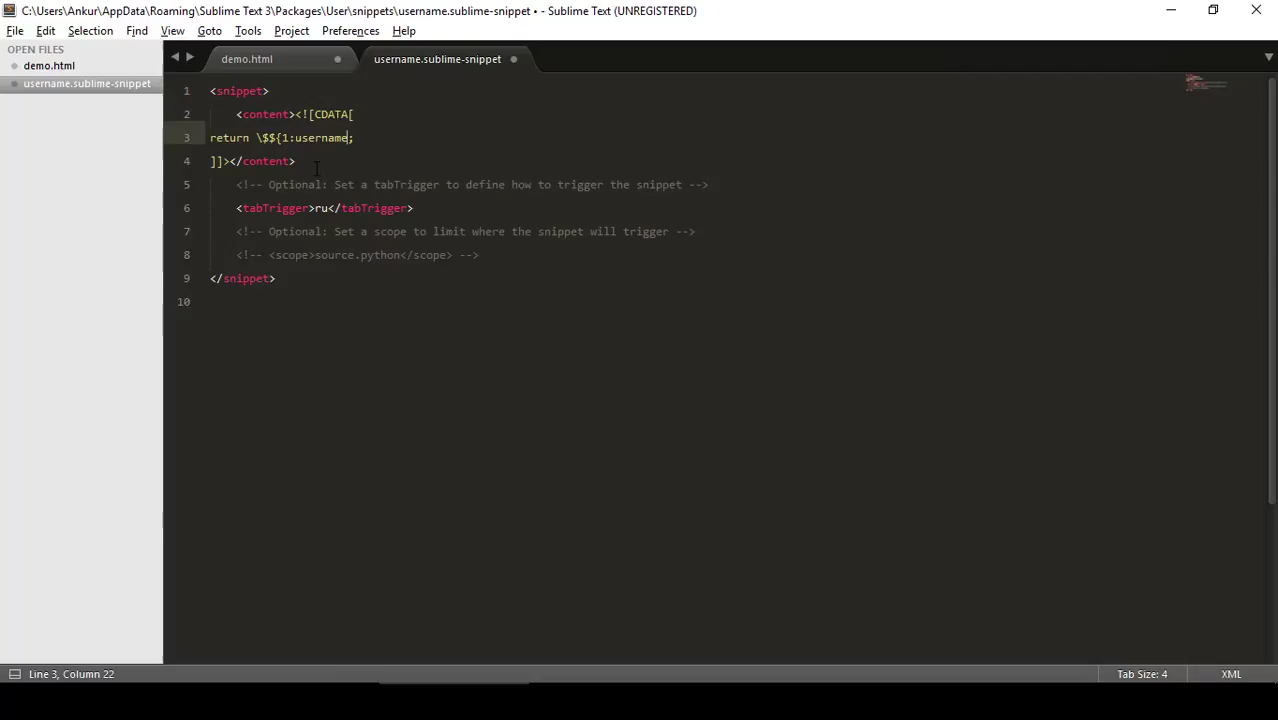 C:\Users\Ankur\AppData\Roaming\Sublime Text 3\Packages\User\snippets\username.sublime-snippet • - Sublime Text (UNREGISTERED)
File Edit Selection Find View Goto Tools Project Preferences Help
OPEN FILES
demo.html
username.sublime-snippet
demo.html username.sublime-snippet
1 <snippet>
2 <content><![CDATA[
3 return \$${1:username;
4 ]]></content>
5 <!-- Optional: Set a tabTrigger to define how to trigger the snippet -->
6 <tabTrigger>ru</tabTrigger>
7 <!-- Optional: Set a scope to limit where the snippet will trigger -->
8 <!-- <scope>source.python</scope> -->
9 </snippet>
10
Line 3, Column 22 Tab Size: 4 XML